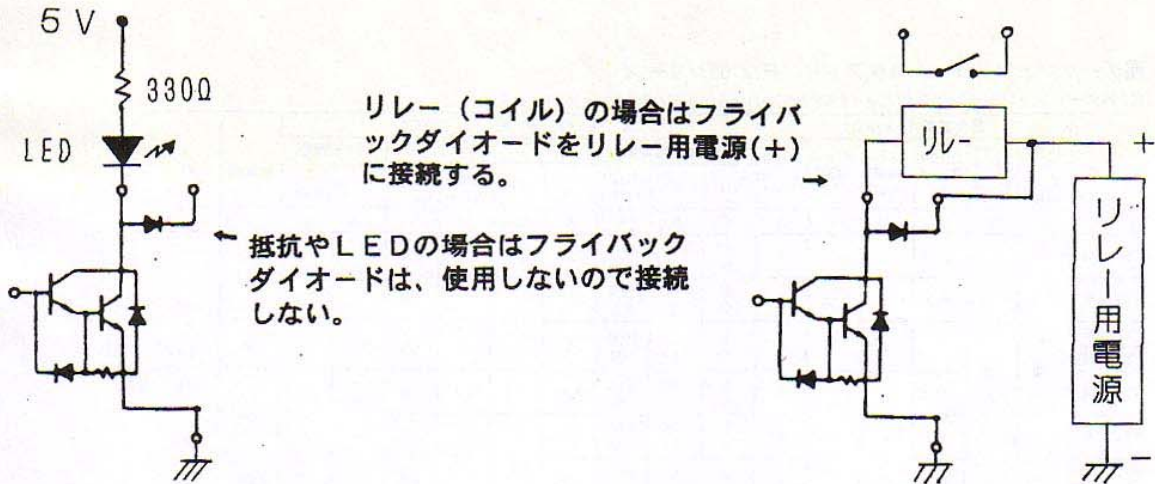 5V
330Ω
LED
抵抗やLEDの場合はフライバック
ダイオードは、使用しないので接続
しない。
リレー（コイル）の場合はフライバ
ックダイオードをリレー用電源(+)
に接続する。
リレー
+
リレー用電源
-